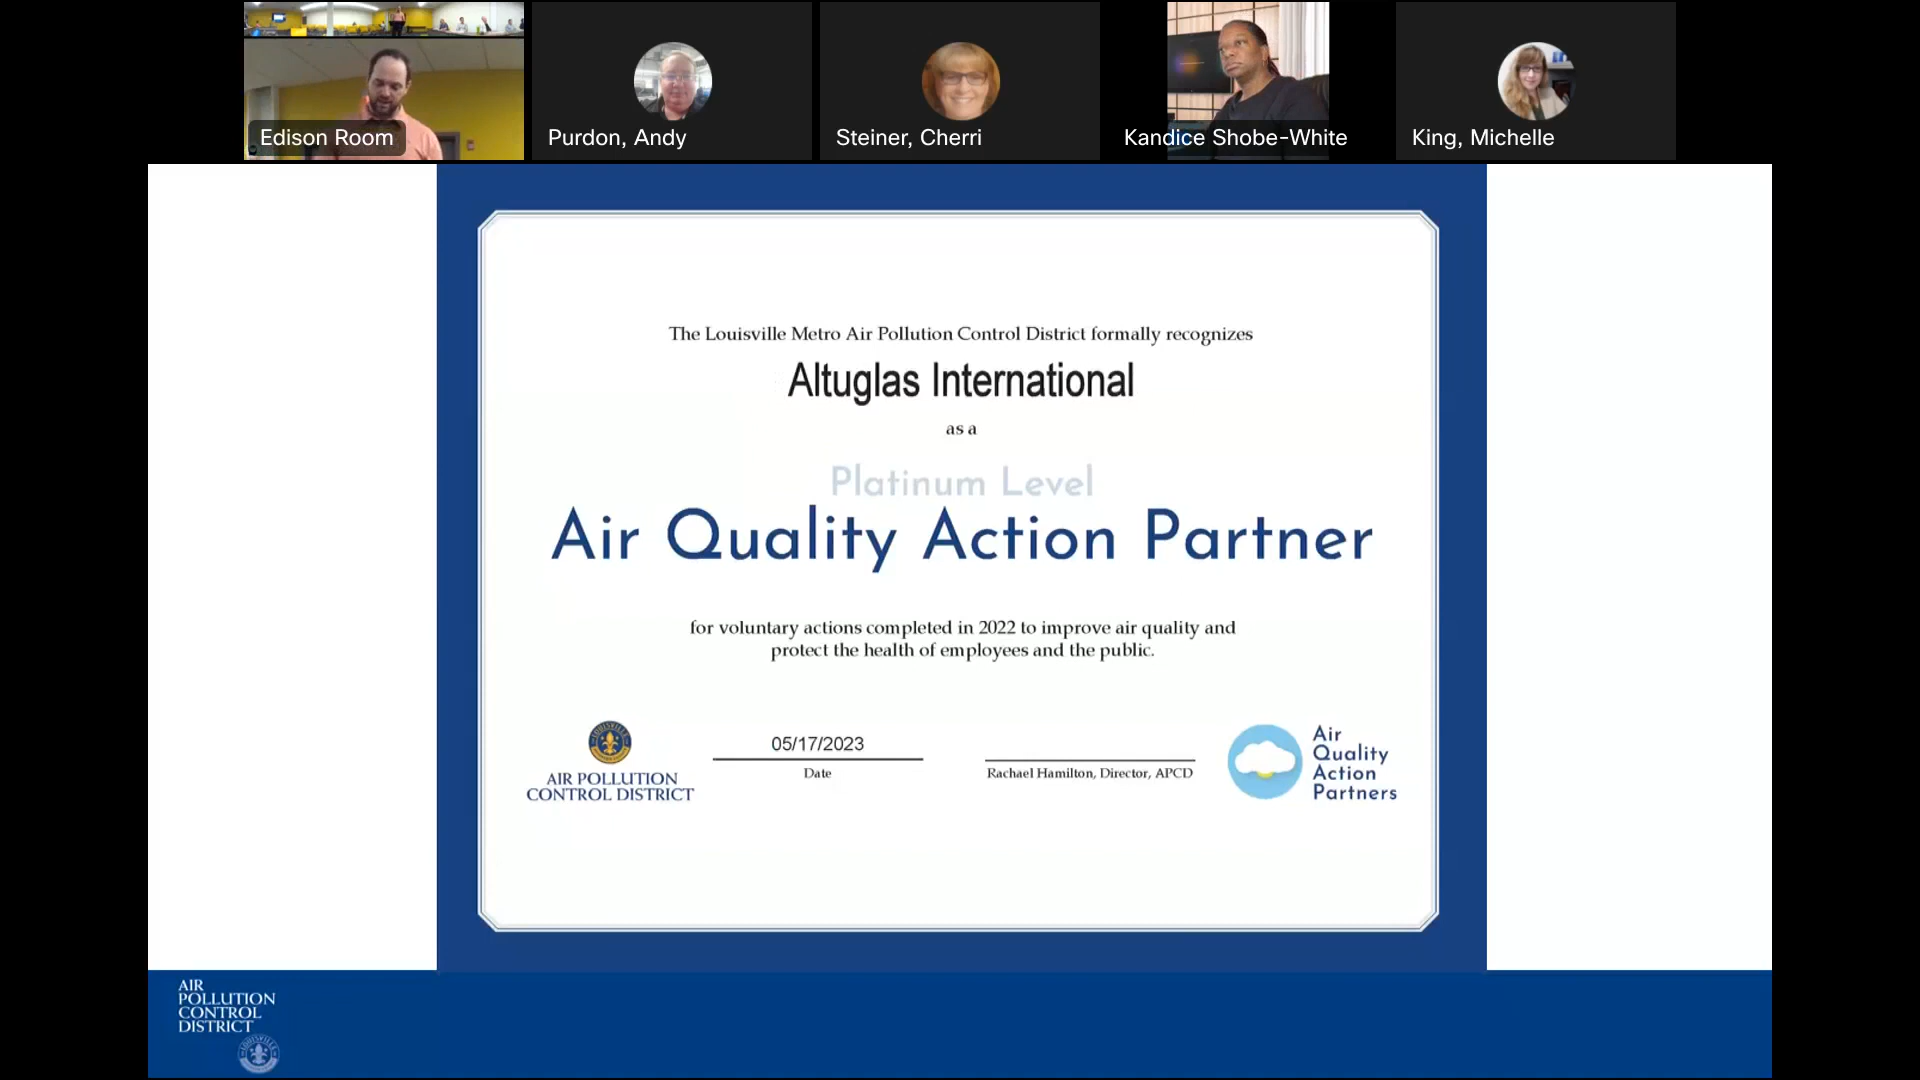 Edison Room
Purdon, Andy
Steiner, Cherri
Kandice Shobe-White
King, Michelle
The Louisville Metro Air Pollution Control District formally recognizes
Altuglas International
as a
Platinum Level
Air Quality Action Partner
for voluntary actions completed in 2022 to improve air quality and
protect the health of employees and the public.
LOUISVILLE
AIR POLLUTION
CONTROL DISTRICT
05/17/2023
Date
Rachael Hamilton, Director, APCD
Air
Quality
Action
Partners
AIR
POLLUTION
CONTROL
DISTRICT
LOUISVILLE